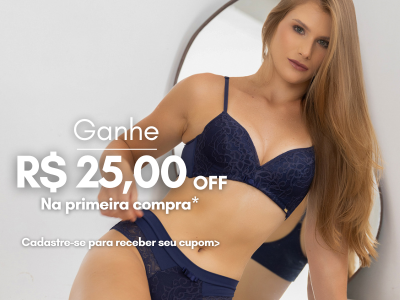 Ganhe
R$ 25,00 OFF
Na primeira compra*
Cadastre-se para receber seu cupom>